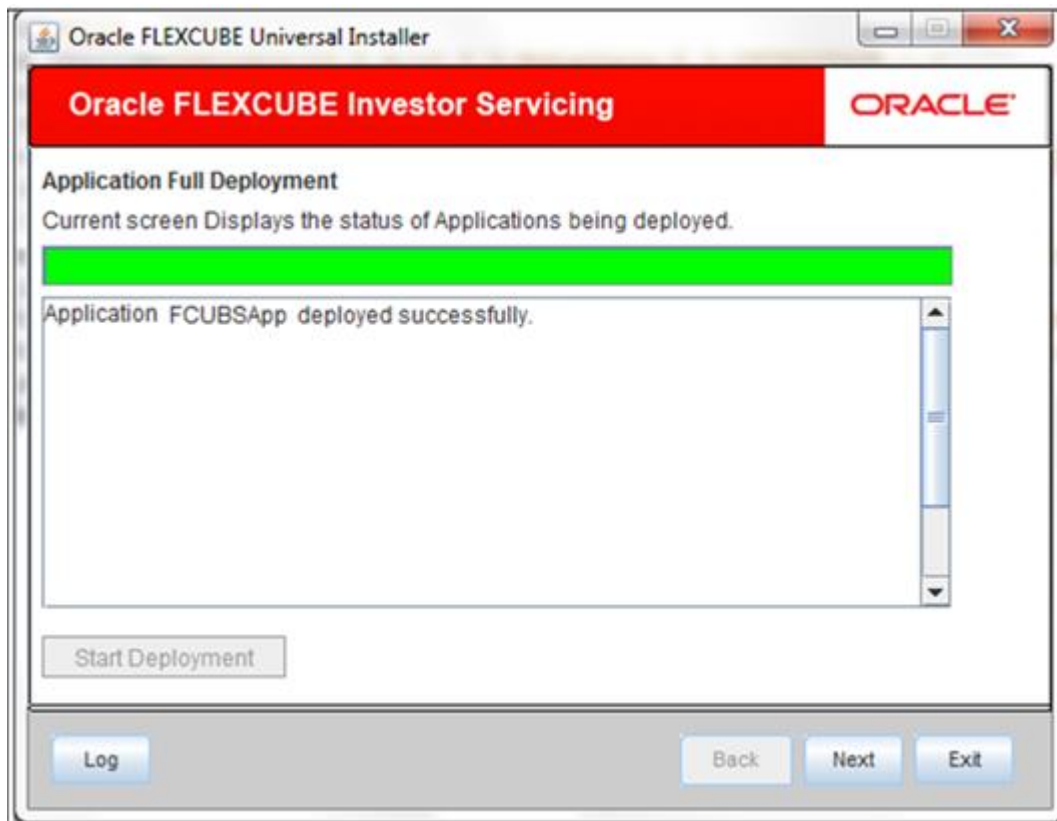 Oracle FLEXCUBE Universal Installer
Oracle FLEXCUBE Investor Servicing
ORACLE
Application Full Deployment
Current screen Displays the status of Applications being deployed.
Application FCUBSApp deployed successfully.
Start Deployment
Log
Back
Next
Exit